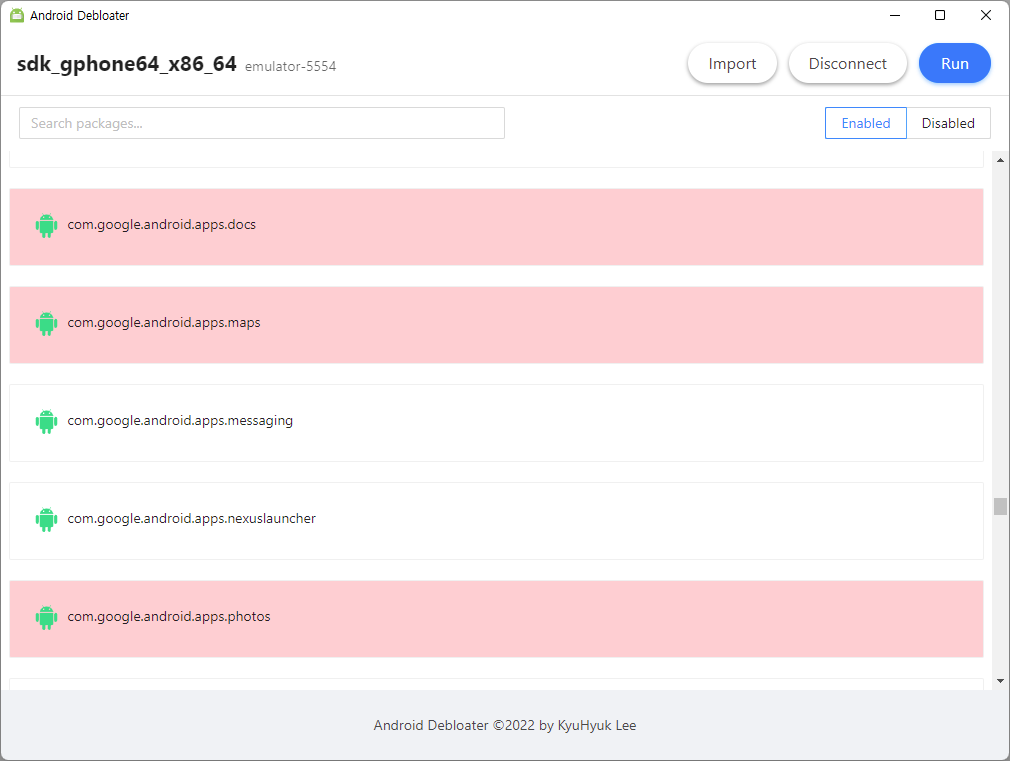 Android Debloater
sdk_gphone64_x86_64 emulator-5554 Import Disconnect Run
Search packages... Enabled Disabled
com.google.android.apps.docs
com.google.android.apps.maps
com.google.android.apps.messaging
com.google.android.apps.nexuslauncher
com.google.android.apps.photos
Android Debloater ©2022 by KyuHyuk Lee